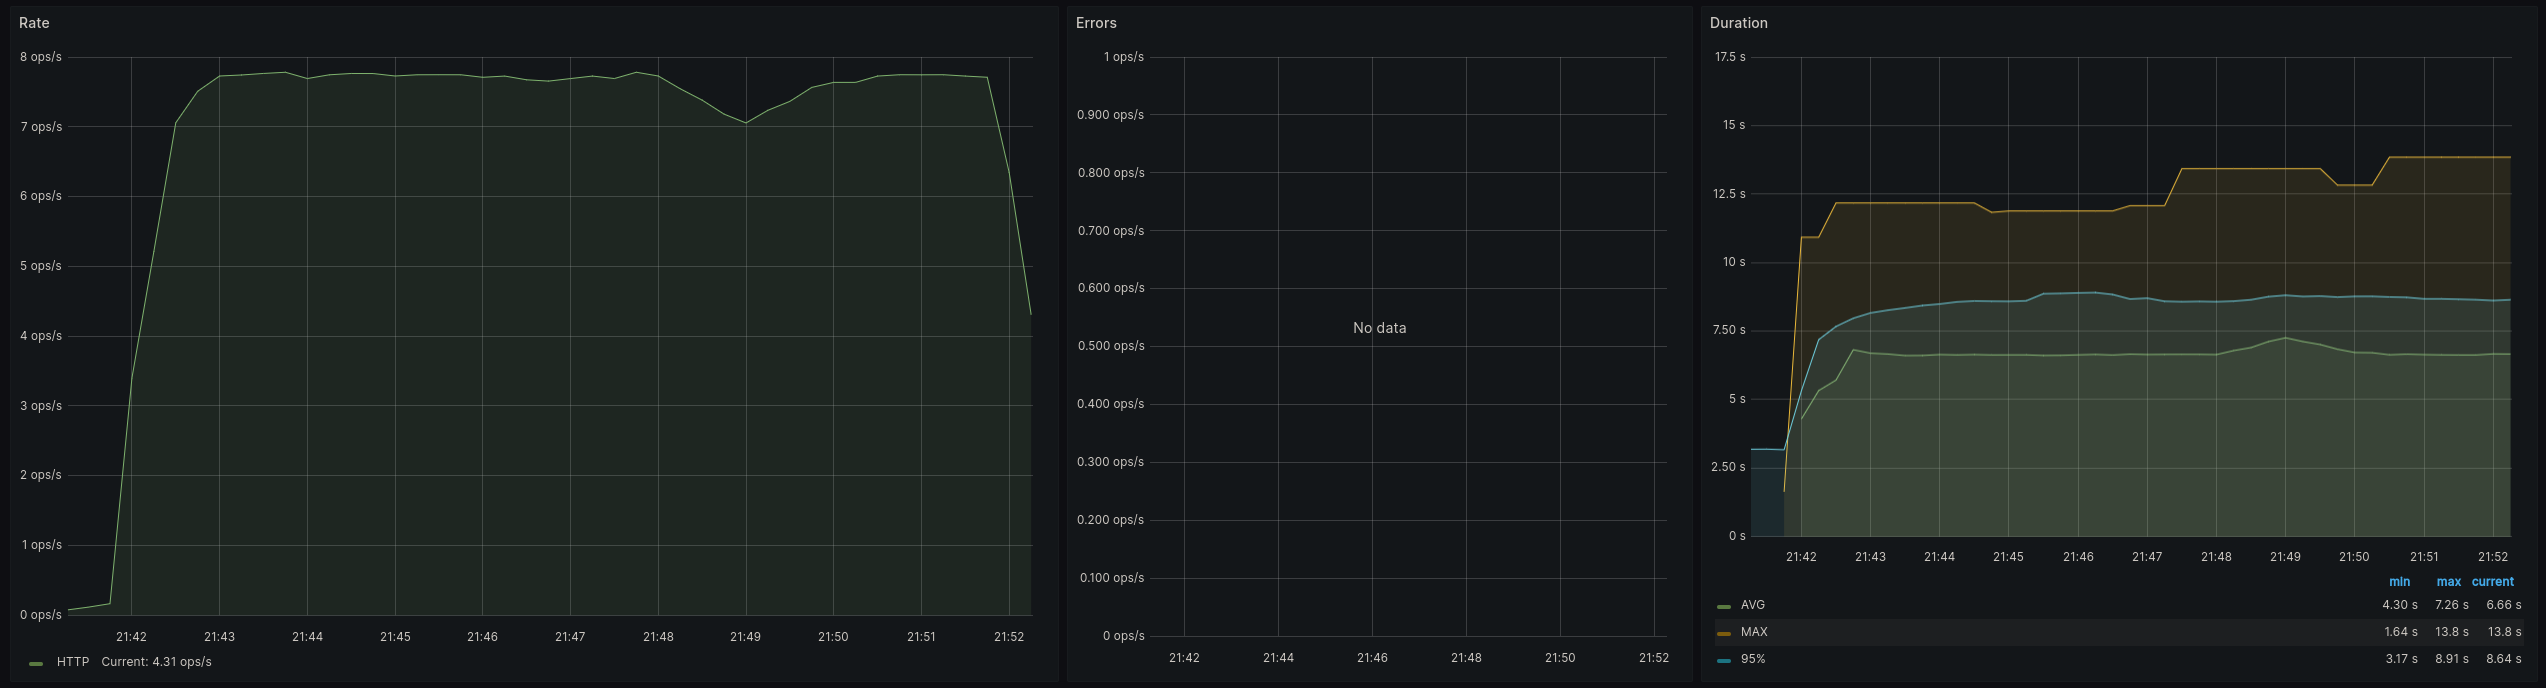 Rate
8 ops/s
7 ops/s
6 ops/s
5 ops/s
4 ops/s
3 ops/s
2 ops/s
1 ops/s
0 ops/s
21:42 21:43 21:44 21:45 21:46 21:47 21:48 21:49 21:50 21:51 21:52
HTTP Current: 4.31 ops/s
Errors
1 ops/s
0.900 ops/s
0.800 ops/s
0.700 ops/s
0.600 ops/s
0.500 ops/s
0.400 ops/s
0.300 ops/s
0.200 ops/s
0.100 ops/s
0 ops/s
No data
21:42 21:44 21:46 21:48 21:50 21:52
Duration
17.5 s
15 s
12.5 s
10 s
7.50 s
5 s
2.50 s
0 s
21:42 21:43 21:44 21:45 21:46 21:47 21:48 21:49 21:50 21:51 21:52
min max current
AVG 4.30 s 7.26 s 6.66 s
MAX 1.64 s 13.8 s 13.8 s
95% 3.17 s 8.91 s 8.64 s